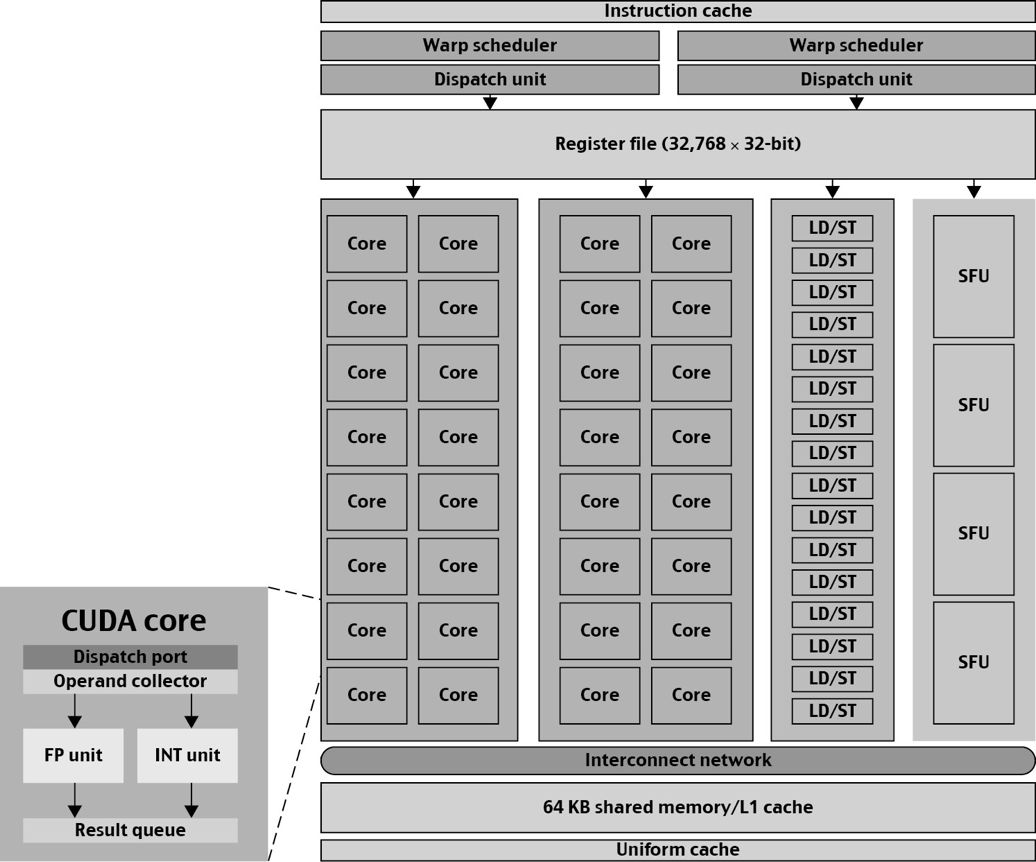 Instruction cache
Warp scheduler Warp scheduler
Dispatch unit Dispatch unit
Register file (32,768 × 32-bit)
Core Core Core Core LD/ST SFU
LD/ST
Core Core Core Core LD/ST
LD/ST
Core Core Core Core LD/ST SFU
LD/ST
Core Core Core Core LD/ST
LD/ST
Core Core Core Core LD/ST SFU
LD/ST
Core Core Core Core LD/ST
LD/ST
Core Core Core Core LD/ST SFU
LD/ST
Core Core Core Core LD/ST
LD/ST
CUDA core
Dispatch port
Operand collector
FP unit INT unit
Result queue
Interconnect network
64 KB shared memory/L1 cache
Uniform cache